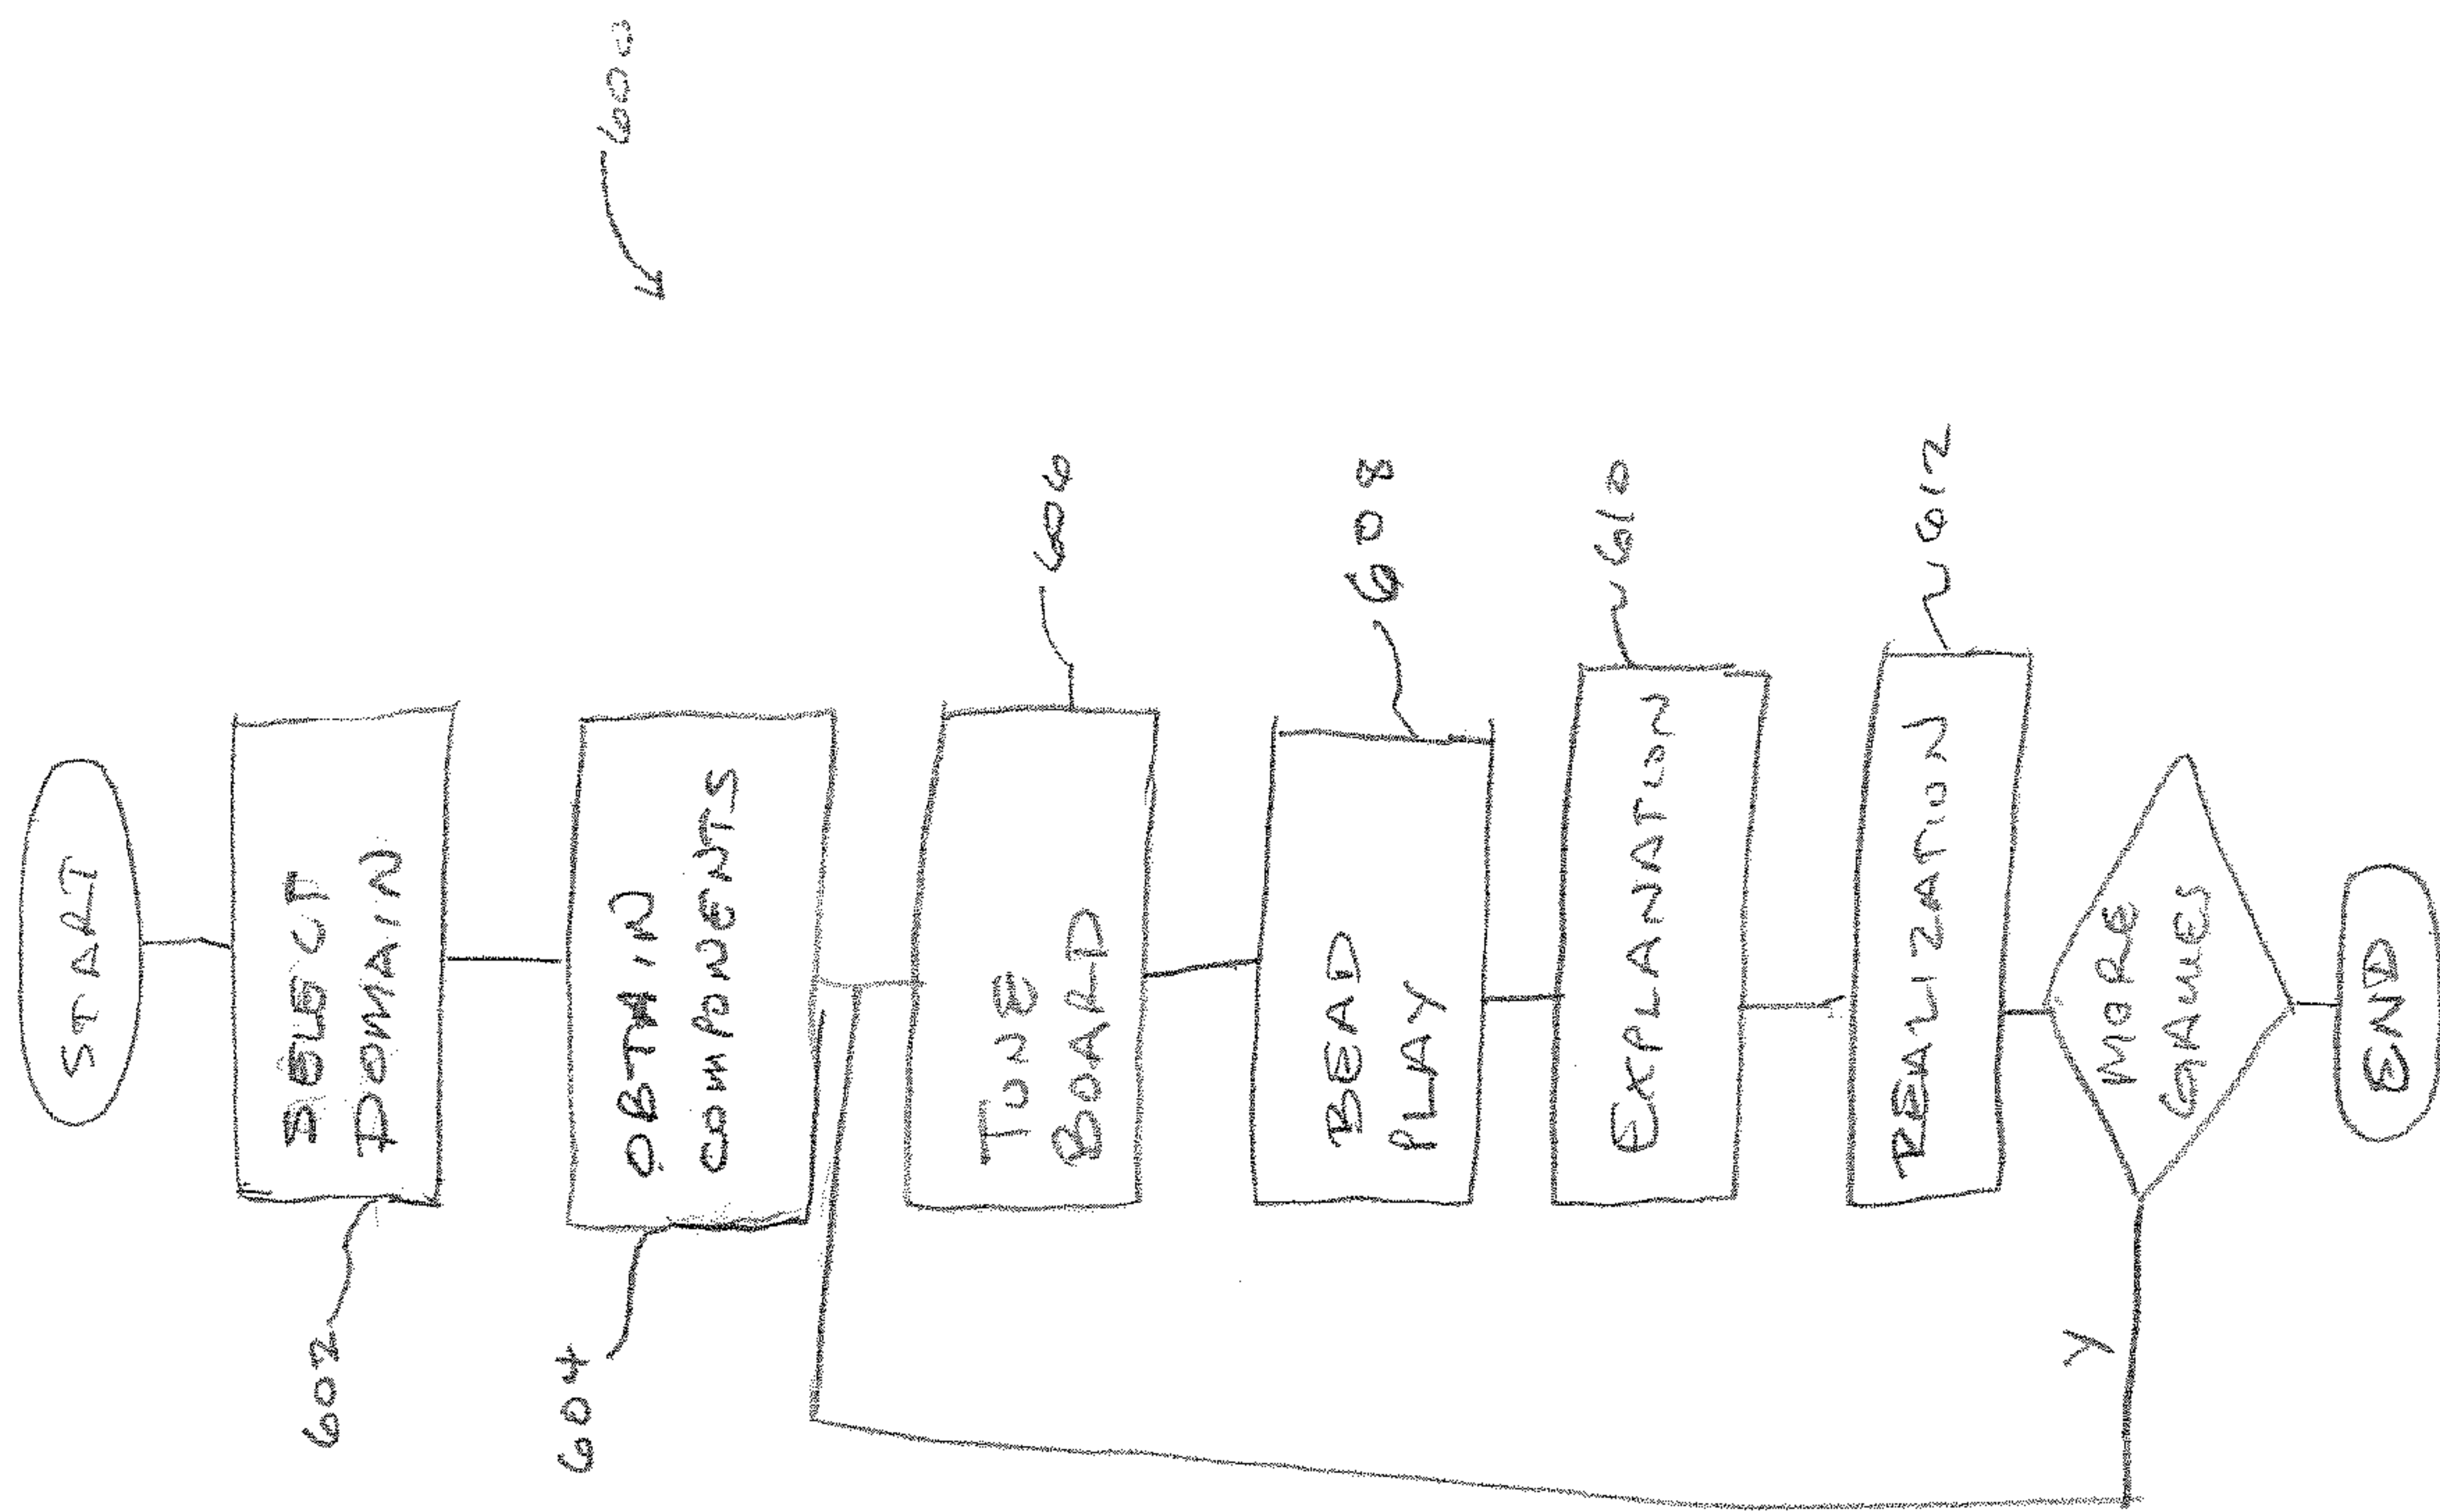 START
600
SELECT
DOMAIN
602
OBTAIN
COMPONENTS
604
TUNE
BOARD
606
BEAD
PLAY
608
EXPLANATION
610
REALIZATION
612
MORE
GAMES
Y
END